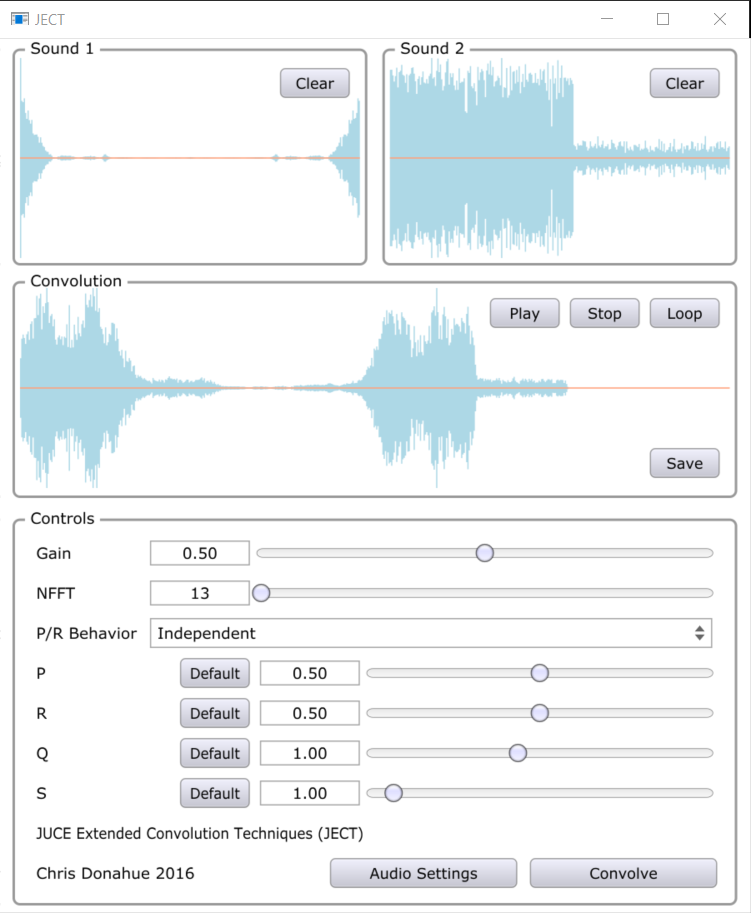 JECT
Sound 1
Clear
Sound 2
Clear
Convolution
Play Stop Loop
Save
Controls
Gain 0.50
NFFT 13
P/R Behavior Independent
P Default 0.50
R Default 0.50
Q Default 1.00
S Default 1.00
JUCE Extended Convolution Techniques (JECT)
Chris Donahue 2016 Audio Settings Convolve